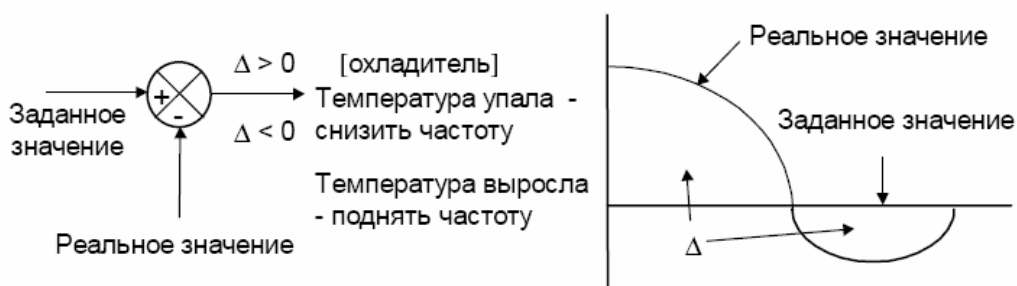 Δ > 0 [охладитель]
Заданное
значение
+
-
Δ < 0
Температура упала -
снизить частоту
Температура выросла
- поднять частоту
Реальное значение
Реальное значение
Заданное значение
Δ